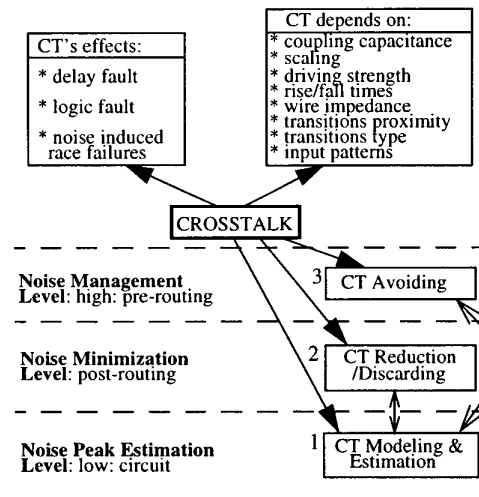 CT's effects:
* delay fault
* logic fault
* noise induced
race failures
CT depends on:
* coupling capacitance
* scaling
* driving strength
* rise/fall times
* wire impedance
* transitions proximity
* transitions type
* input patterns
CROSSTALK
Noise Management
Level: high: pre-routing
3
CT Avoiding
Noise Minimization
Level: post-routing
2
CT Reduction
/Discarding
Noise Peak Estimation
Level: low: circuit
1
CT Modeling &
Estimation